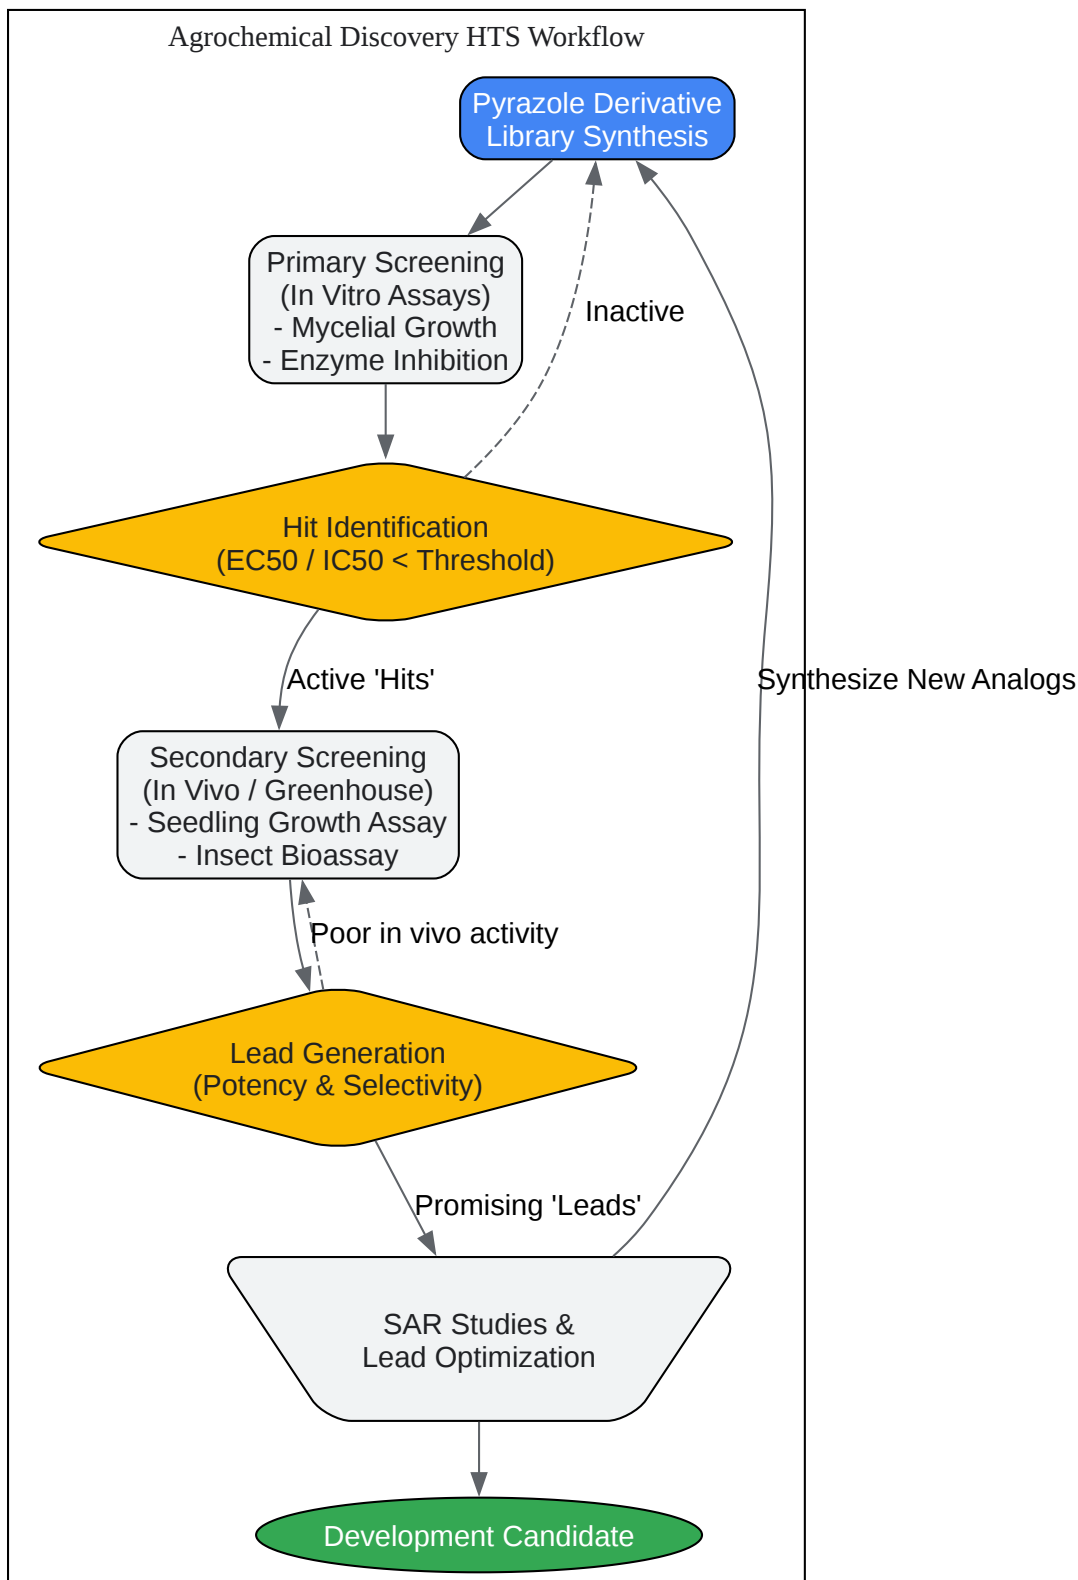 Agrochemical Discovery HTS Workflow
Pyrazole Derivative
Library Synthesis
Primary Screening
(In Vitro Assays)
- Mycelial Growth
- Enzyme Inhibition
Inactive
Hit Identification
(EC50 / IC50 < Threshold)
Active 'Hits'
Synthesize New Analogs
Secondary Screening
(In Vivo / Greenhouse)
- Seedling Growth Assay
- Insect Bioassay
Poor in vivo activity
Lead Generation
(Potency & Selectivity)
Promising 'Leads'
SAR Studies &
Lead Optimization
Development Candidate